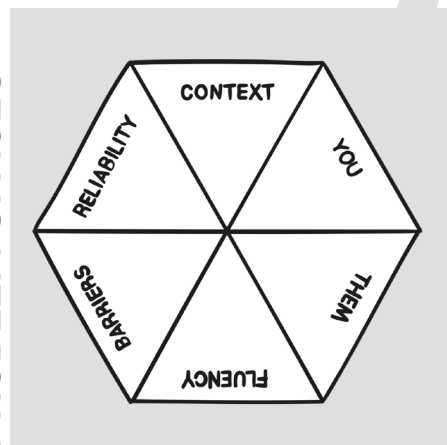 CONTEXT
YOU
THEM
FLUENCY
BARRIERS
RELIABILITY